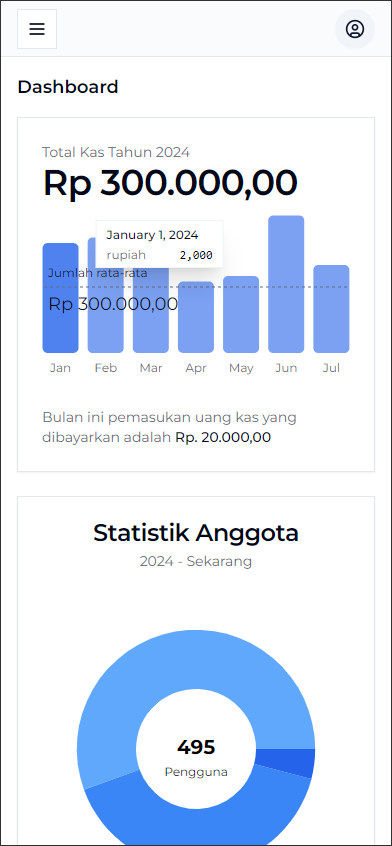 Dashboard
Total Kas Tahun 2024
Rp 300.000,00
January 1, 2024
rupiah 2,000
Jumlah rata-rata
Rp 300.000,00
Jan Feb Mar Apr May Jun Jul
Bulan ini pemasukan uang kas yang
dibayarkan adalah Rp. 20.000,00
Statistik Anggota
2024 - Sekarang
495
Pengguna